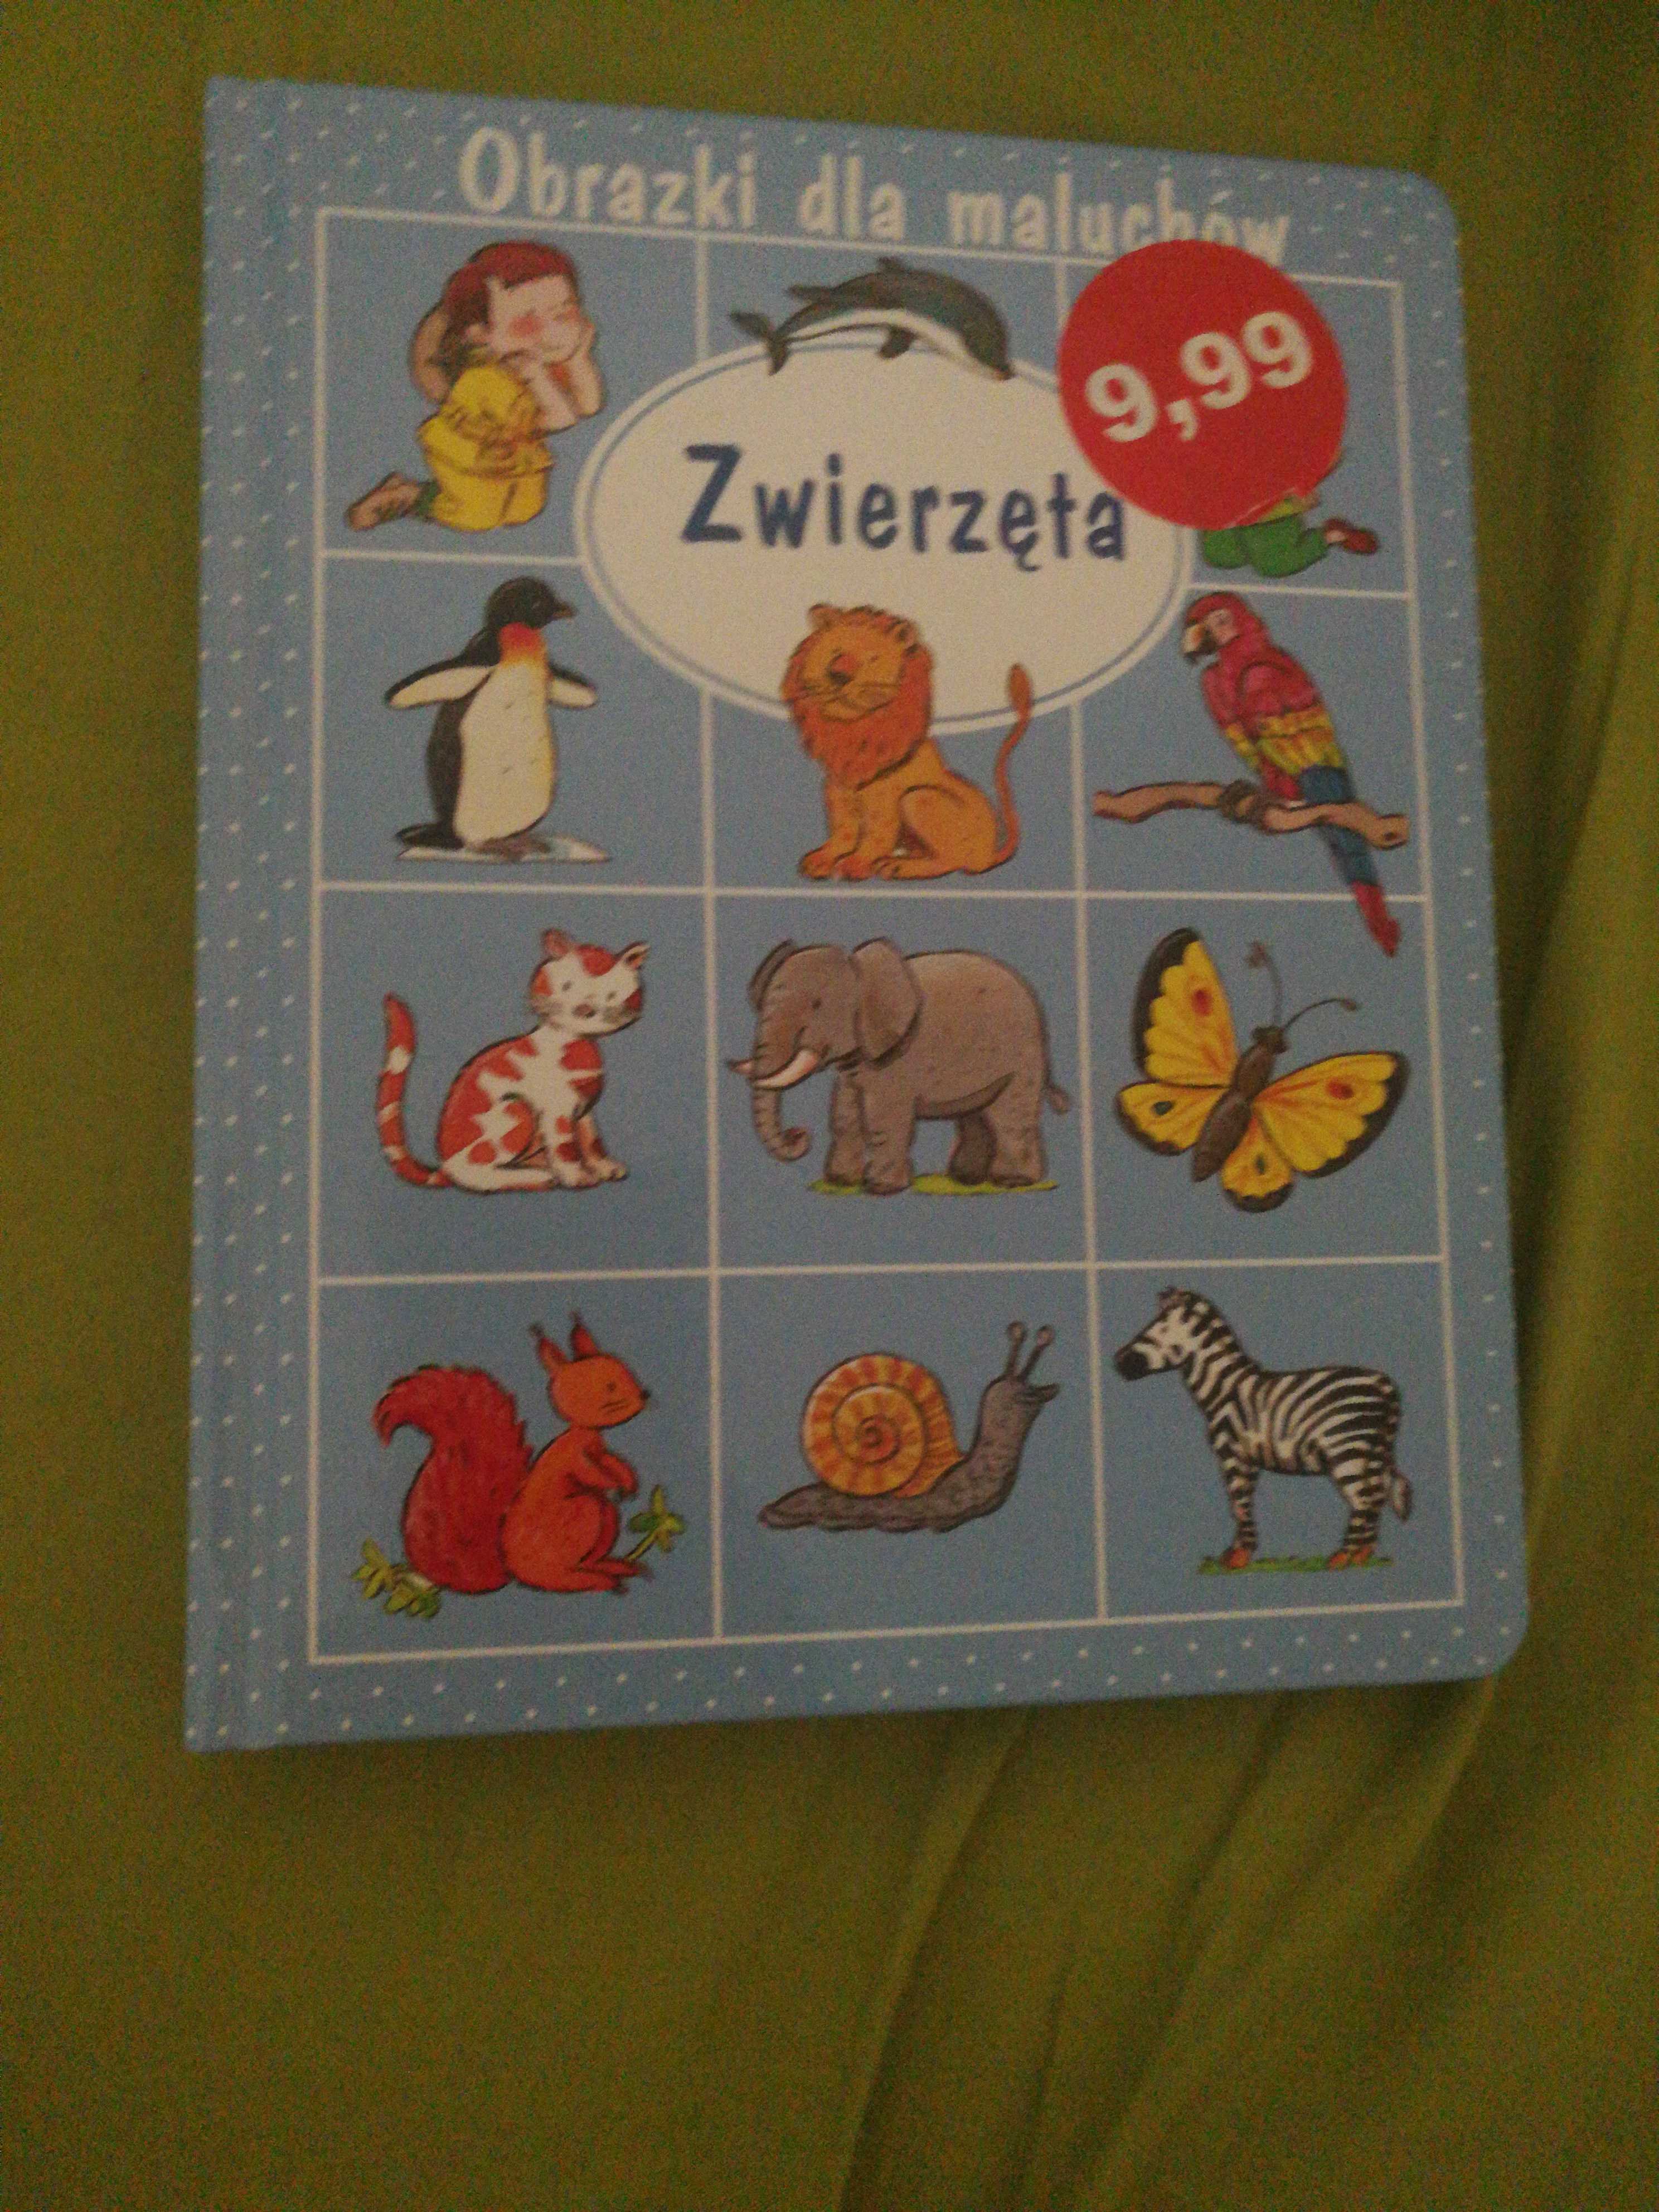 Obrazki dla maluchów
9,99
Zwierzęta